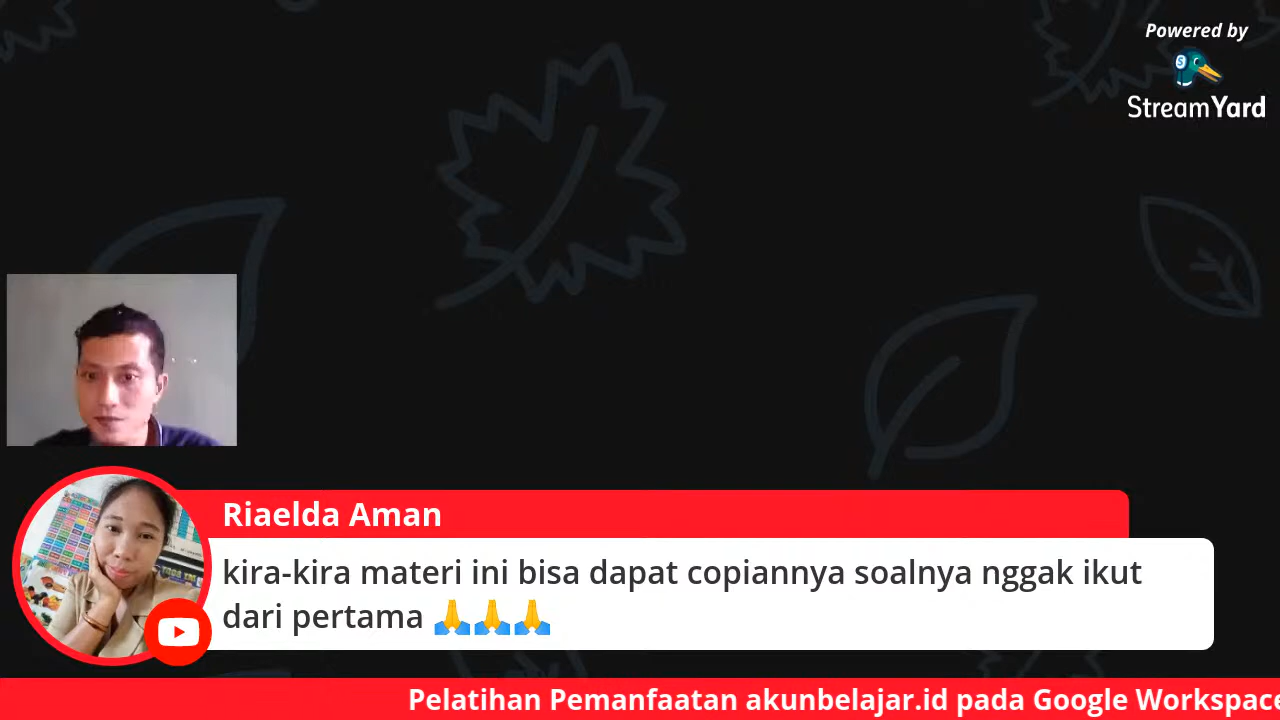 Powered by
StreamYard
Riaelda Aman
kira-kira materi ini bisa dapat copiannya soalnya nggak ikut
dari pertama 🙏🙏🙏
Pelatihan Pemanfaatan akunbelajar.id pada Google Workspace